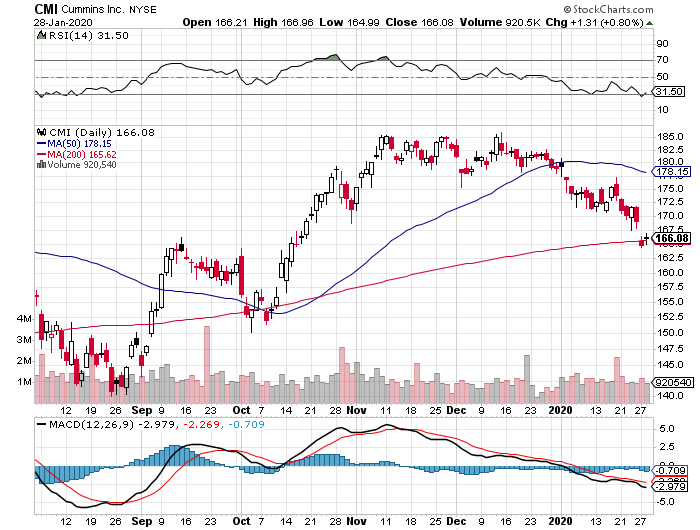 CMI Cummins Inc. NYSE © StockCharts.com
28-Jan-2020 Open 166.21 High 166.96 Low 164.99 Close 166.08 Volume 920.5K Chg +1.31 (+0.80%)
RSI(14) 31.50
90
70
50
31.50
10
CMI (Daily) 166.08
MA(50) 178.15
MA(200) 165.62
Volume 920,540
185.0
182.5
180.0
178.15
175.0
172.5
170.0
167.5
166.08
162.5
160.0
157.5
155.0
152.5
150.0
147.5
145.0
142.5
920540
140.0
4M
3M
2M
1M
12 19 26 Sep 9 16 23 Oct 7 14 21 28 Nov 11 18 25 Dec 9 16 23 2020 13 21 27
MACD(12,26,9) -2.979, -2.269, -0.709
5.0
2.5
-0.709
-2.979
-5.0
12 19 26 Sep 9 16 23 Oct 7 14 21 28 Nov 11 18 25 Dec 9 16 23 2020 13 21 27